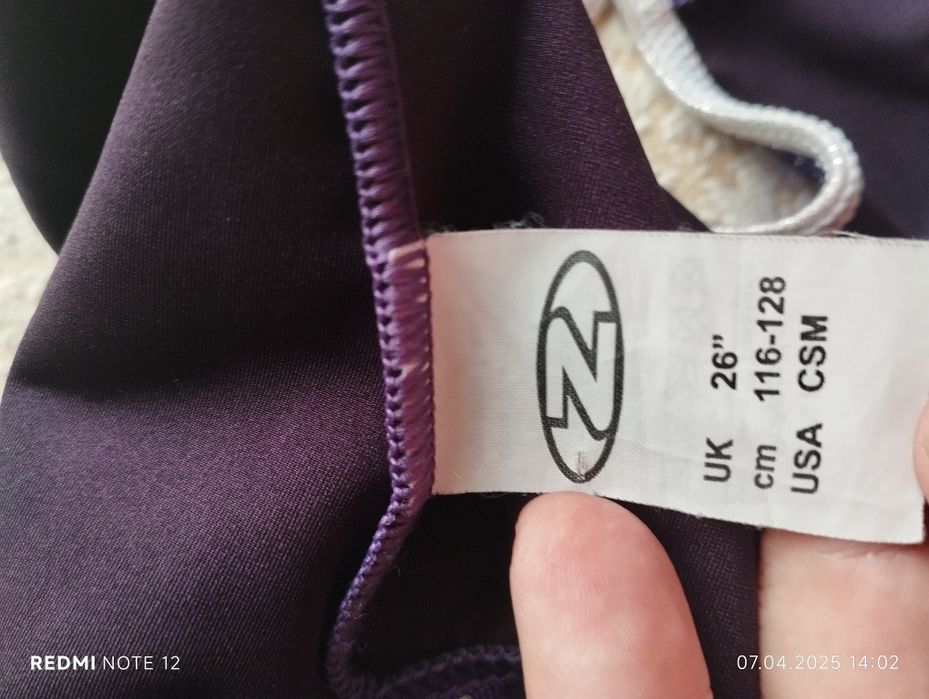 UK 26”
cm 116-128
USA CSM
REDMI NOTE 12
07.04.2025 14:02